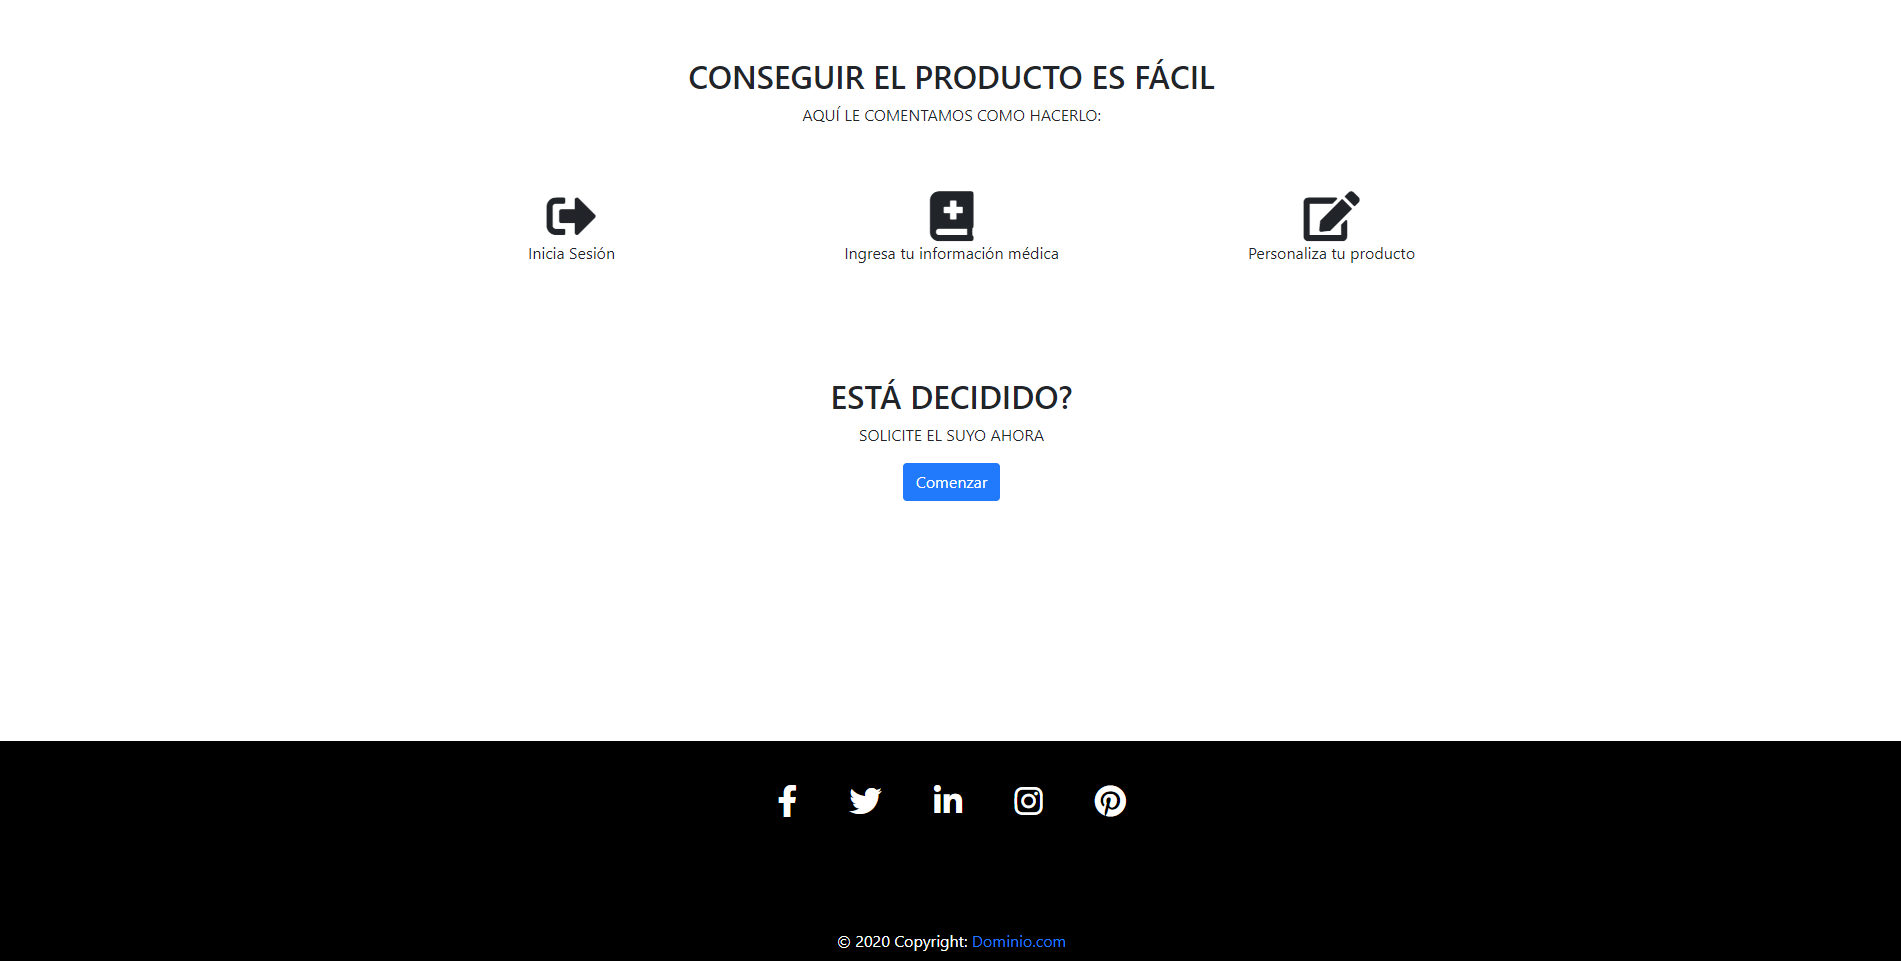 CONSEGUIR EL PRODUCTO ES FÁCIL
AQUÍ LE COMENTAMOS COMO HACERLO:
Inicia Sesión
Ingresa tu información médica
Personaliza tu producto
ESTÁ DECIDIDO?
SOLICITE EL SUYO AHORA
Comenzar
© 2020 Copyright: Dominio.com